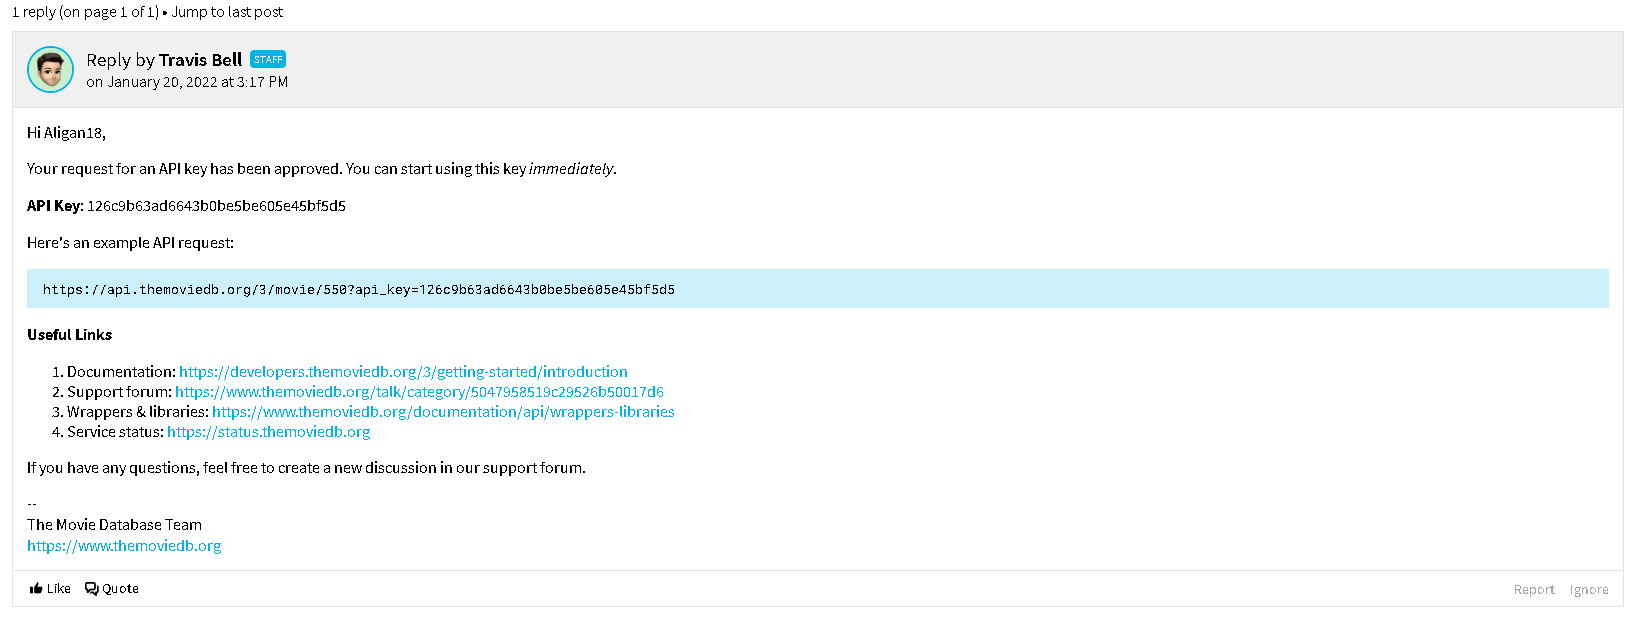 1 reply (on page 1 of 1) • Jump to last post
Reply by Travis Bell STAFF
on January 20, 2022 at 3:17 PM
Hi Aligan18,
Your request for an API key has been approved. You can start using this key immediately.
API Key: 126c9b63ad6643b0be5be605e45bf5d5
Here's an example API request:
https://api.themoviedb.org/3/movie/550?api_key=126c9b63ad6643b0be5be605e45bf5d5
Useful Links
1. Documentation: https://developers.themoviedb.org/3/getting-started/introduction
2. Support forum: https://www.themoviedb.org/talk/category/5047958519c29526b50017d6
3. Wrappers & libraries: https://www.themoviedb.org/documentation/api/wrappers-libraries
4. Service status: https://status.themoviedb.org
If you have any questions, feel free to create a new discussion in our support forum.
--
The Movie Database Team
https://www.themoviedb.org
Like Quote Report Ignore